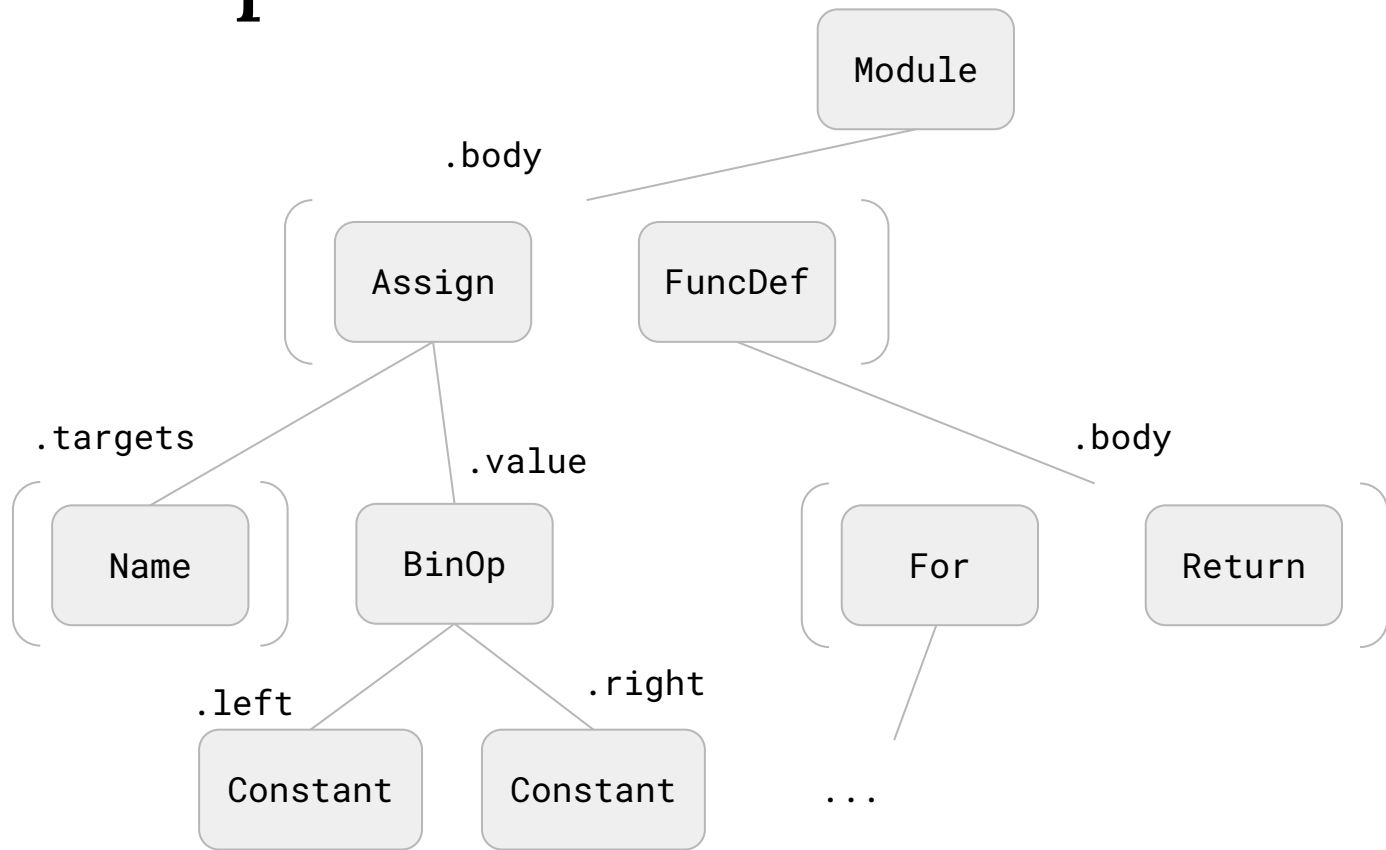 Module
.body
Assign
FuncDef
.targets
.value
.body
Name
BinOp
For
Return
.left
.right
Constant
Constant
...